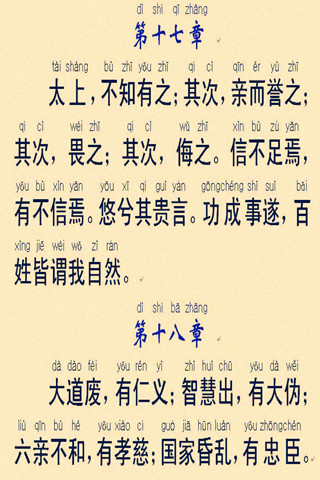 dì shí qī zhāng
第十七章
tài shàng bù zhī yǒu zhī qí cì qīn ér yù zhī
太上，不知有之；其次，亲而誉之；
qí cì wèi zhī qí cì wǔ zhī xìn bù zú yān
其次，畏之；其次，侮之。信不足焉，
yǒu bù xìn yān yōu xī qí guì yán gōngchéng shì suì bǎi
有不信焉。悠兮其贵言。功成事遂，百
xìng jiē wèi wǒ zì rán
姓皆谓我自然。
dì shí bā zhāng
第十八章
dà dào fèi yǒu rén yì zhì huì chū yǒu dà wěi
大道废，有仁义；智慧出，有大伪；
liù qīn bù hé yǒu xiào cí guó jiā hūn luàn yǒu zhōngchén
六亲不和，有孝慈；国家昏乱，有忠臣。